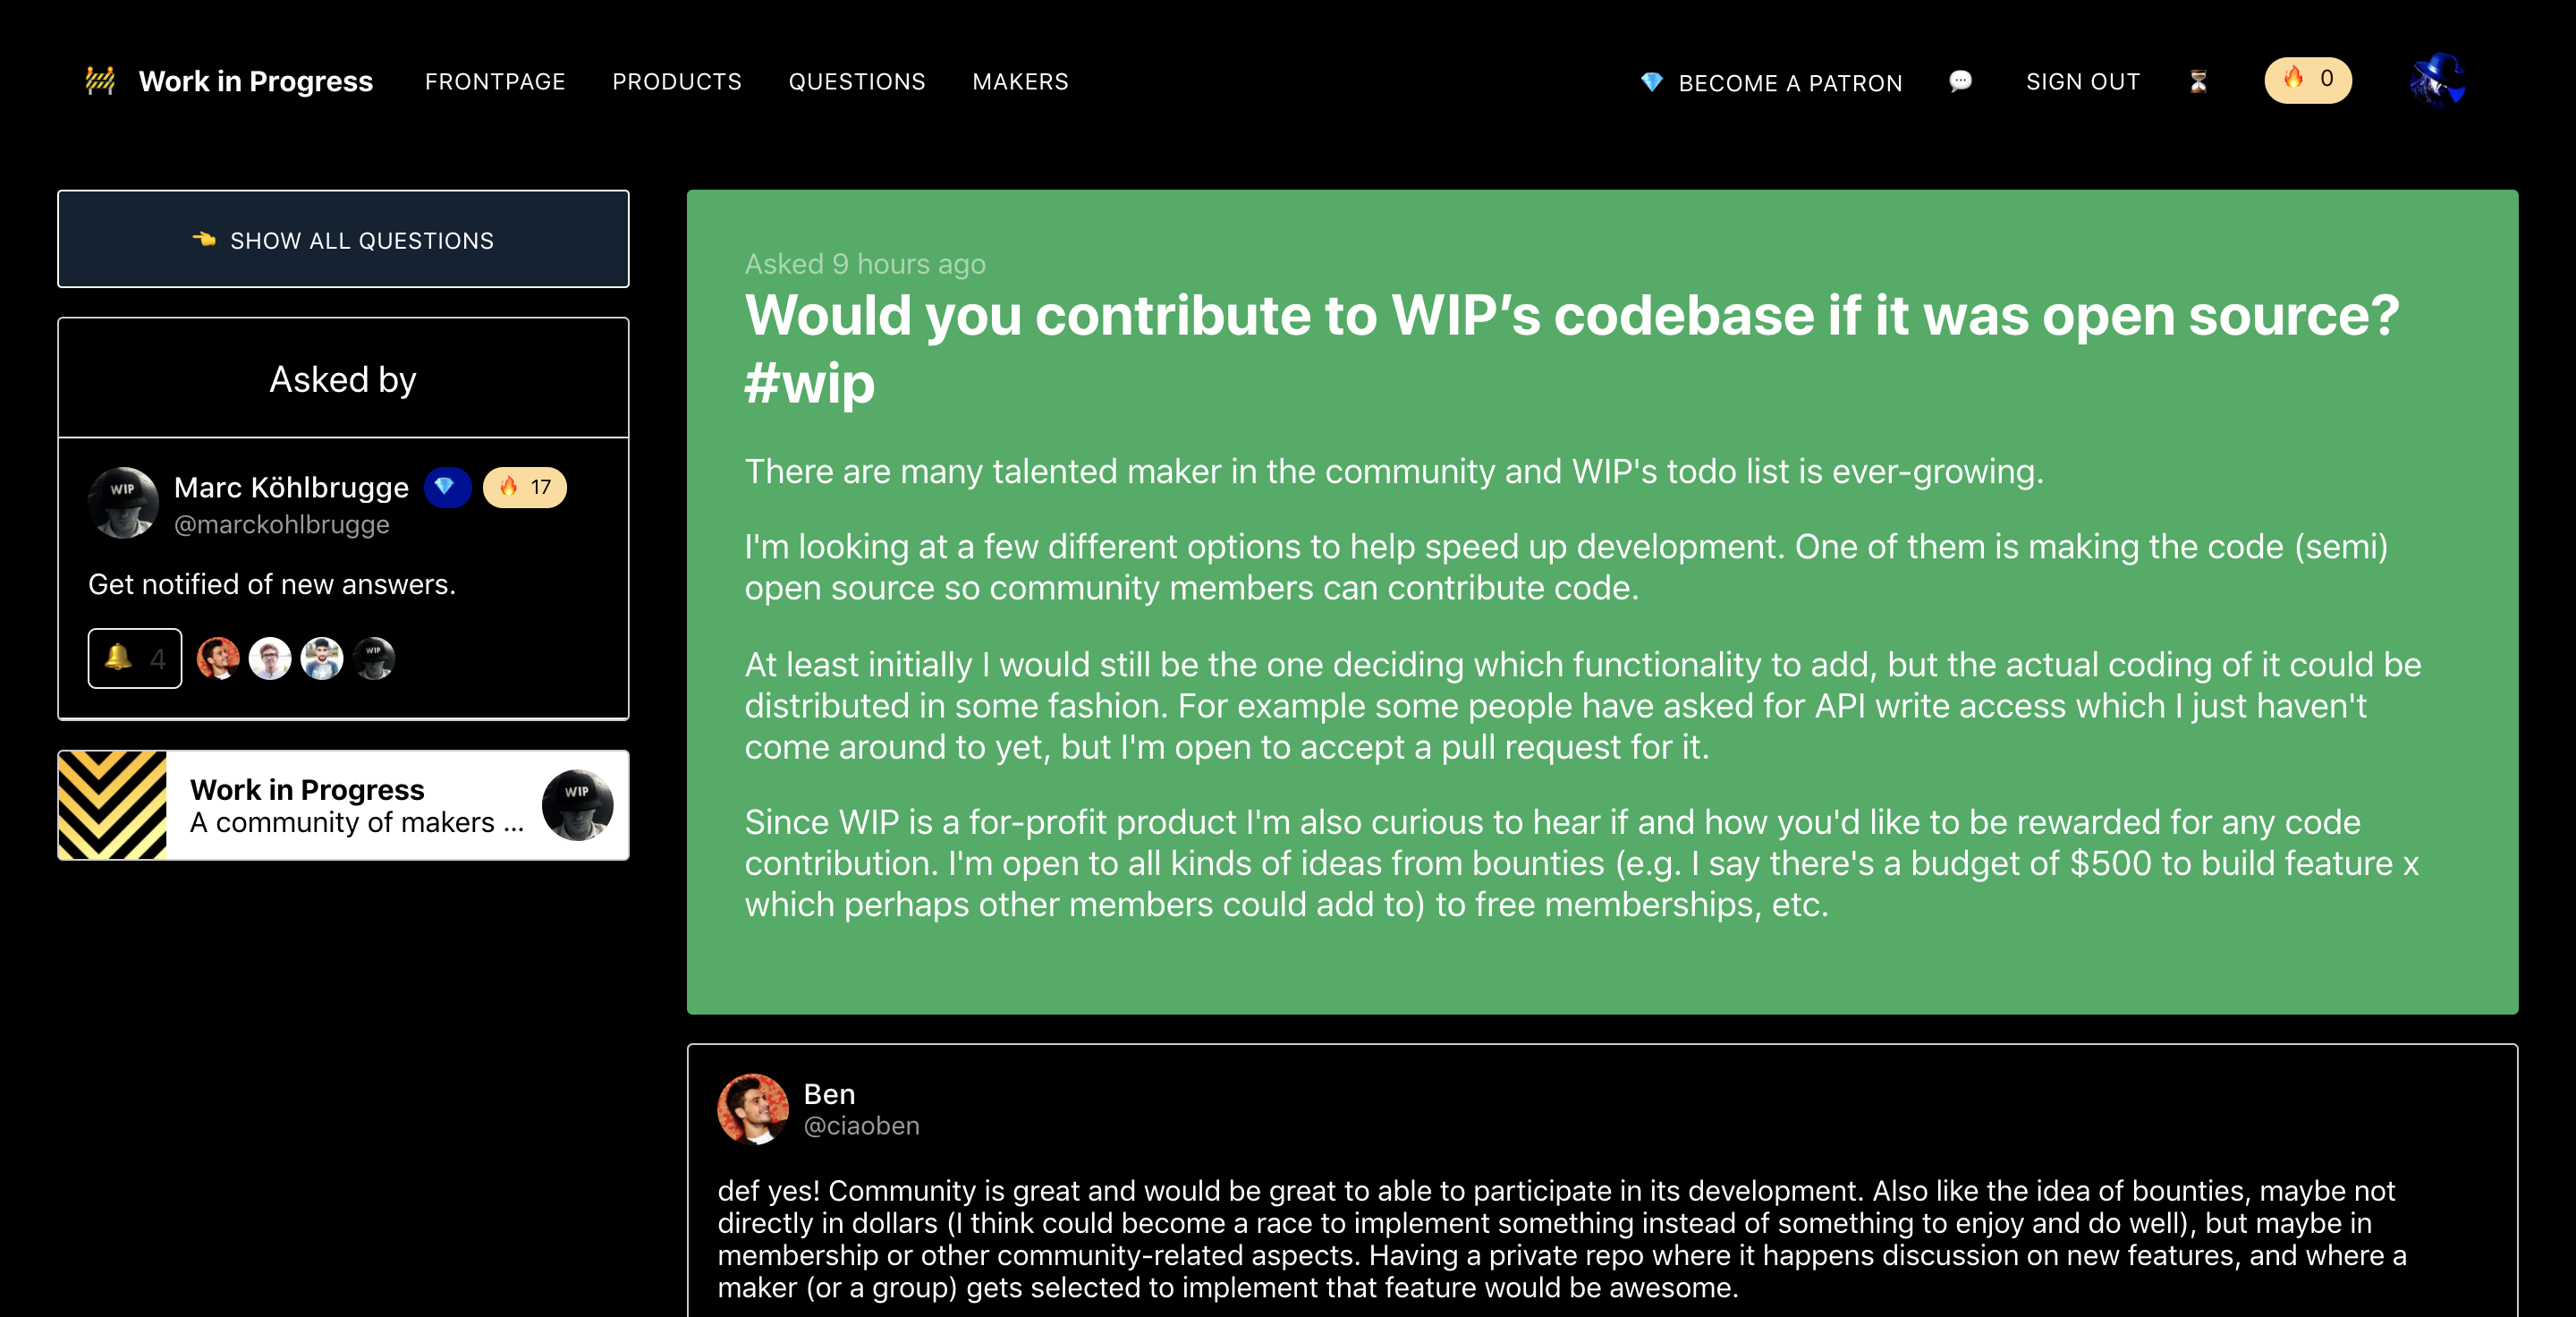 Work in Progress FRONTPAGE PRODUCTS QUESTIONS MAKERS BECOME A PATRON SIGN OUT 0
SHOW ALL QUESTIONS
Asked by
Marc Köhlbrugge 17
@marckohlbrugge
Get notified of new answers.
4
WIP
Work in Progress
A community of makers ...
WIP
Asked 9 hours ago
Would you contribute to WIP’s codebase if it was open source?
#wip
There are many talented maker in the community and WIP's todo list is ever-growing.
I'm looking at a few different options to help speed up development. One of them is making the code (semi)
open source so community members can contribute code.
At least initially I would still be the one deciding which functionality to add, but the actual coding of it could be
distributed in some fashion. For example some people have asked for API write access which I just haven't
come around to yet, but I'm open to accept a pull request for it.
Since WIP is a for-profit product I'm also curious to hear if and how you'd like to be rewarded for any code
contribution. I'm open to all kinds of ideas from bounties (e.g. I say there's a budget of $500 to build feature x
which perhaps other members could add to) to free memberships, etc.
Ben
@ciaoben
def yes! Community is great and would be great to able to participate in its development. Also like the idea of bounties, maybe not
directly in dollars (I think could become a race to implement something instead of something to enjoy and do well), but maybe in
membership or other community-related aspects. Having a private repo where it happens discussion on new features, and where a
maker (or a group) gets selected to implement that feature would be awesome.